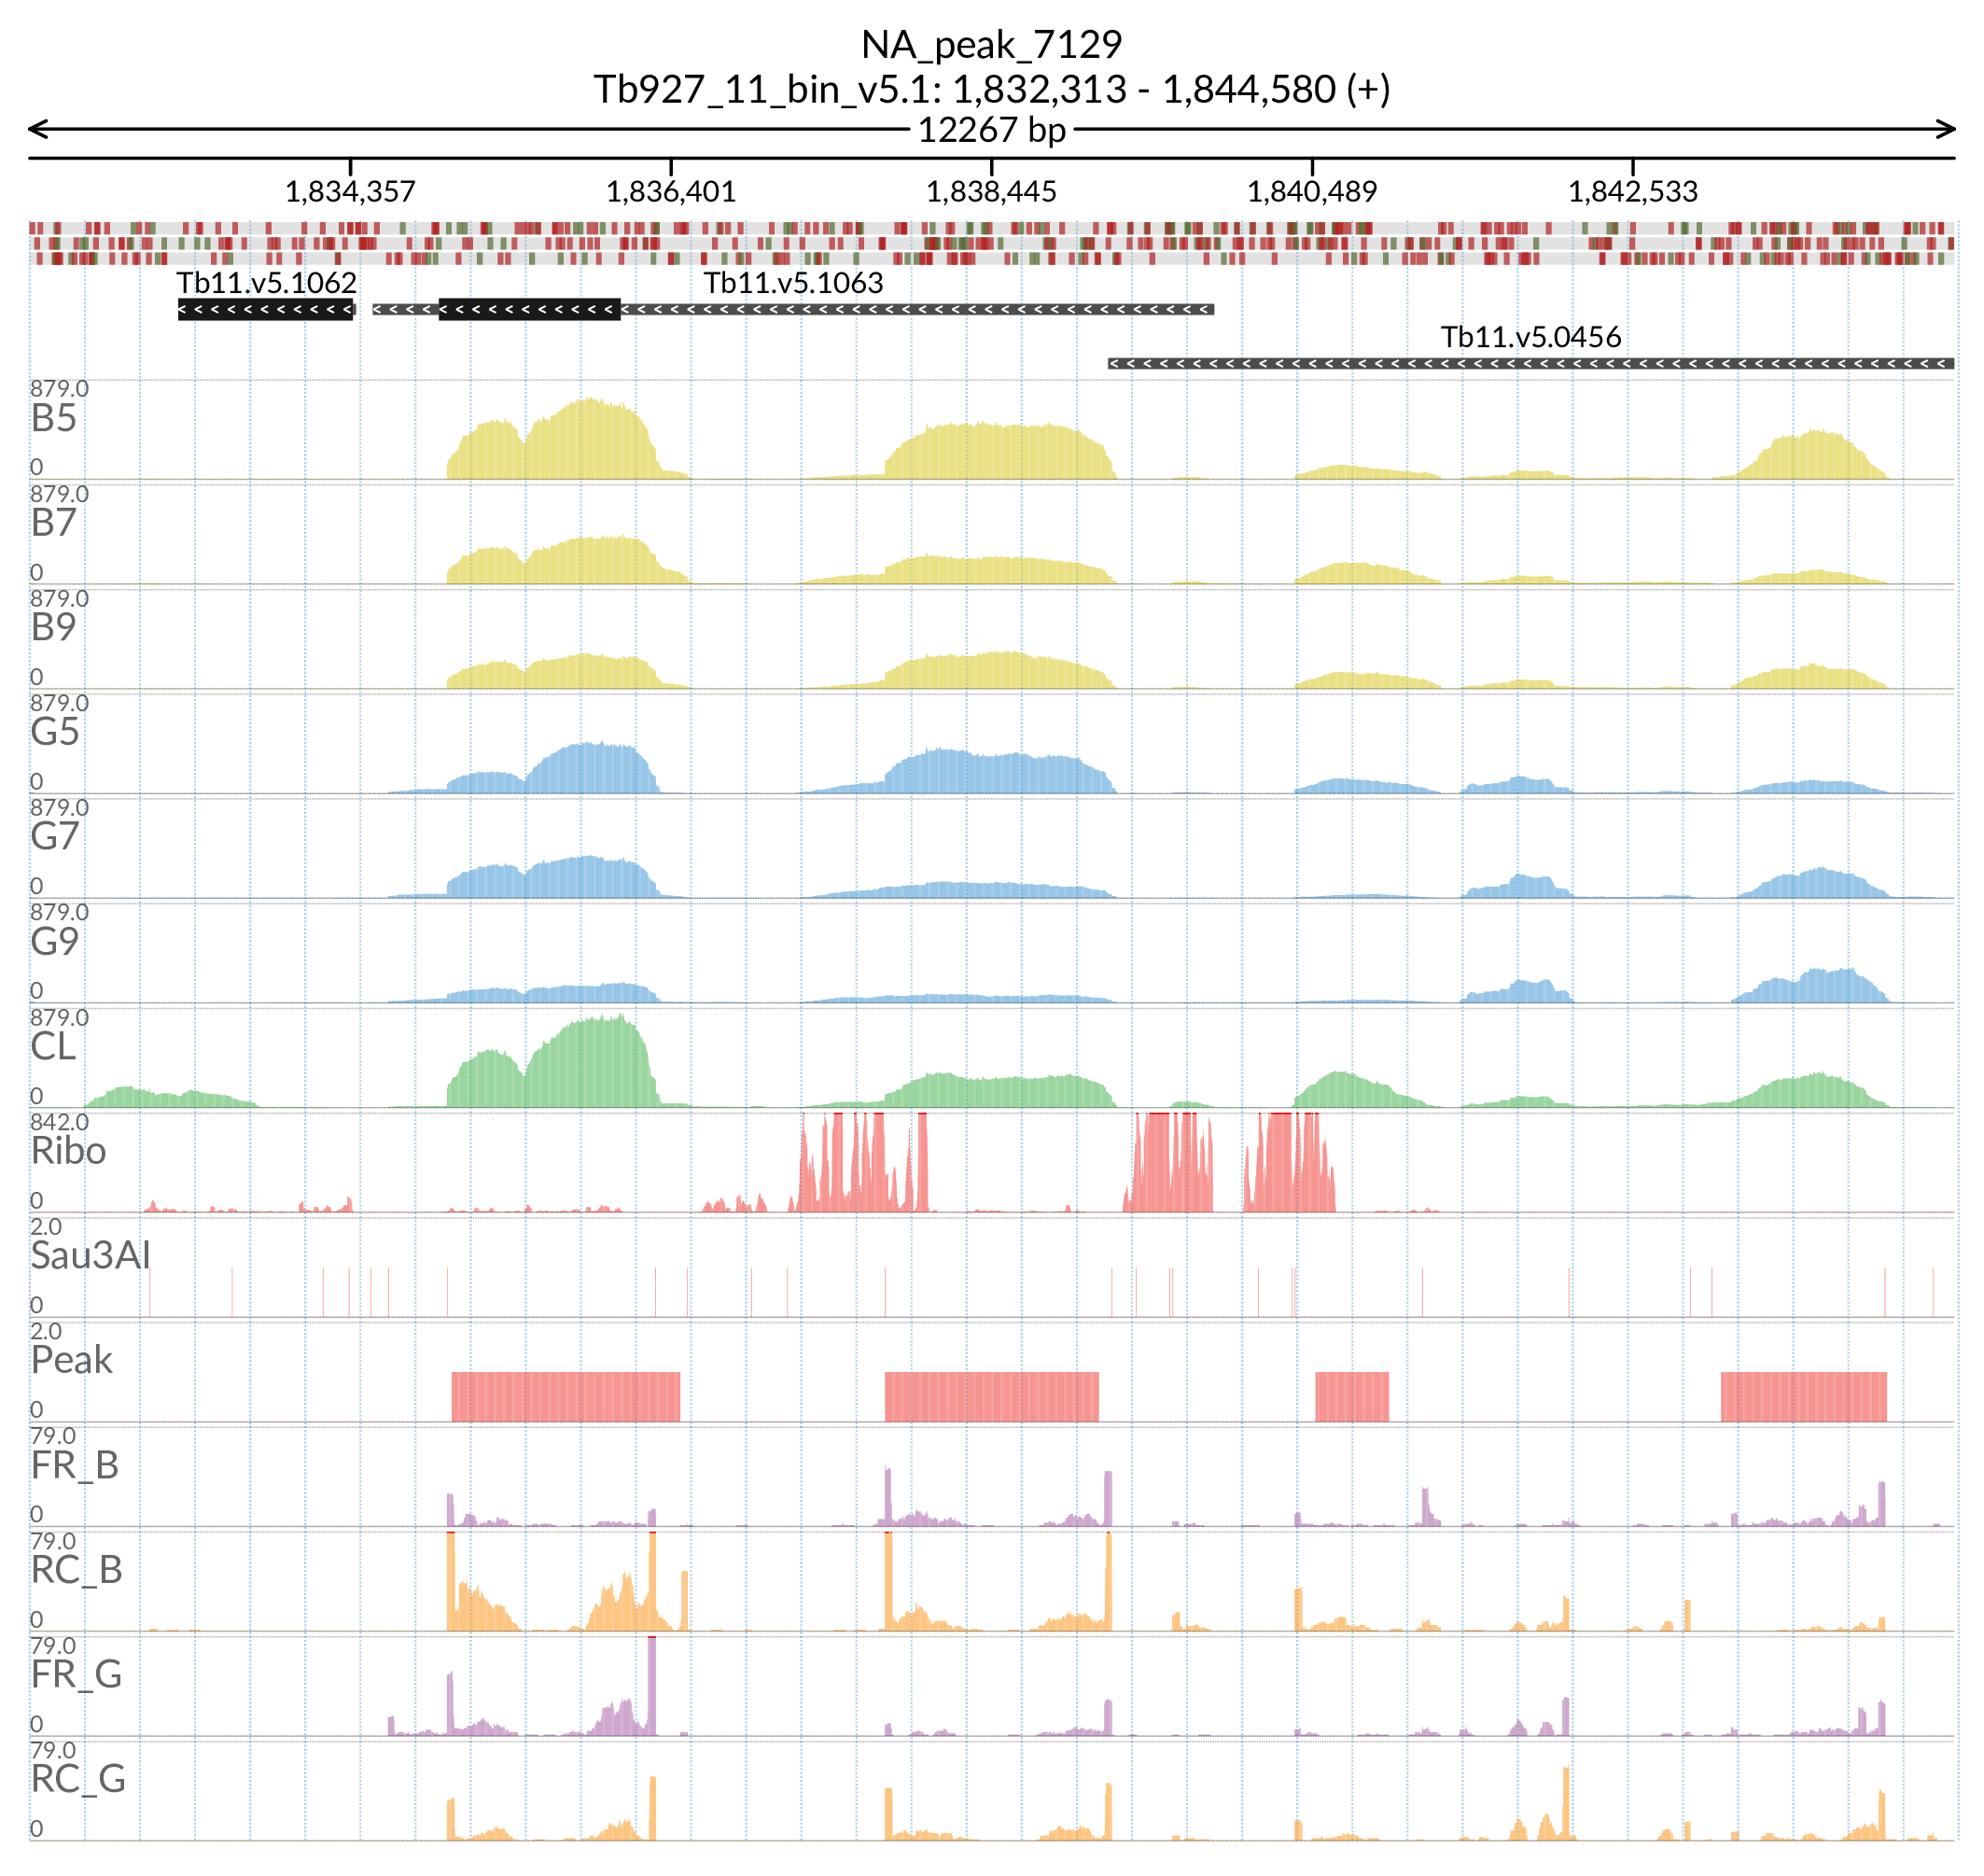 NA_peak_7129
Tb927_11_bin_v5.1: 1,832,313 - 1,844,580 (+)
12267 bp
1,834,357 1,836,401 1,838,445 1,840,489 1,842,533
Tb11.v5.1062 Tb11.v5.1063
Tb11.v5.0456
879.0
B5
0
879.0
B7
0
879.0
B9
0
879.0
G5
0
879.0
G7
0
879.0
G9
0
879.0
CL
0
842.0
Ribo
0
2.0
Sau3AI
0
2.0
Peak
0
79.0
FR_B
0
79.0
RC_B
0
79.0
FR_G
0
79.0
RC_G
0